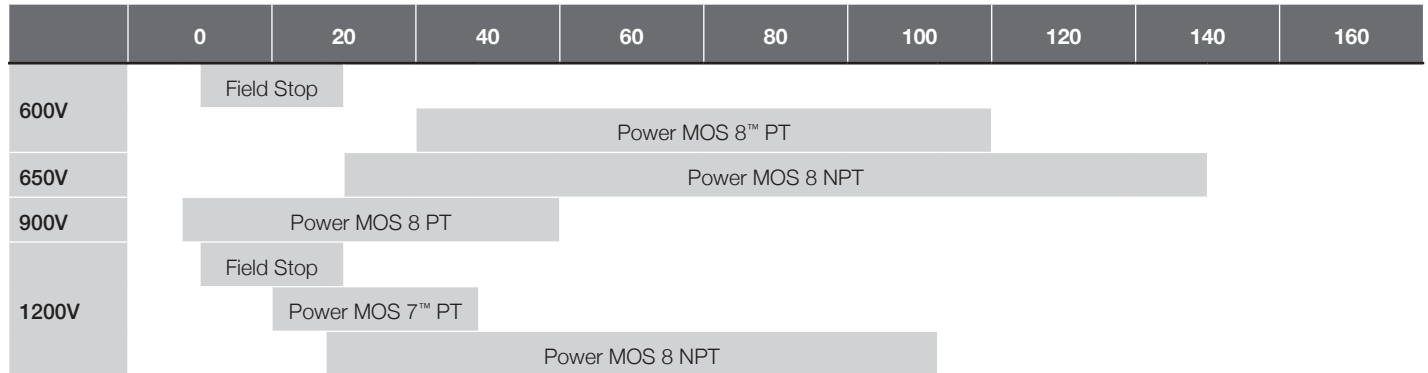 0 20 40 60 80 100 120 140 160
600V
Field Stop
Power MOS 8™ PT
650V
Power MOS 8 NPT
900V
Power MOS 8 PT
1200V
Field Stop
Power MOS 7™ PT
Power MOS 8 NPT